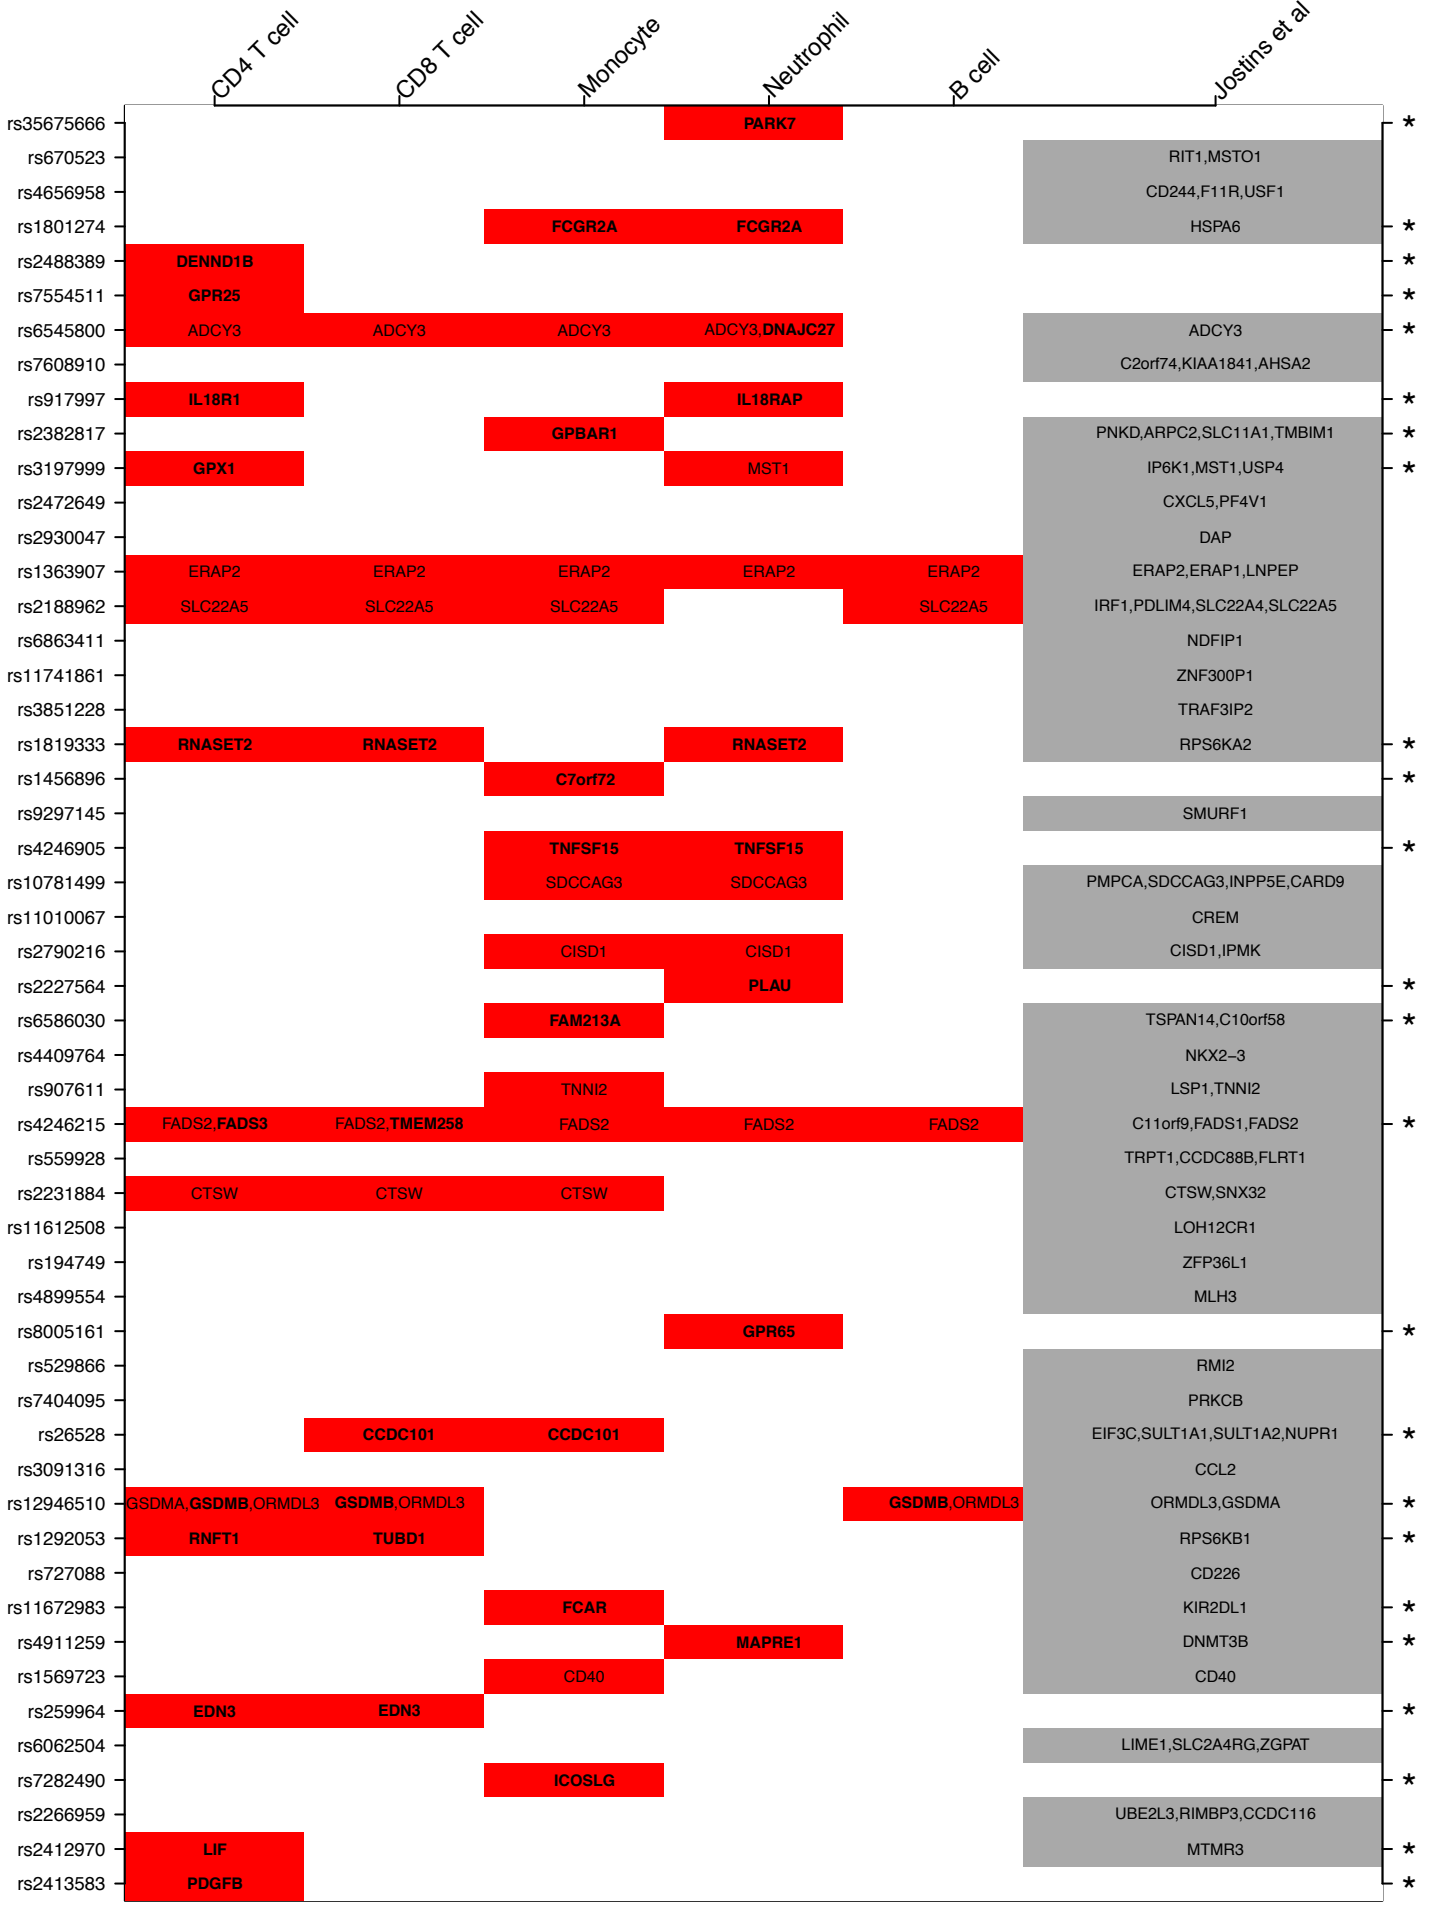 CD4 T cell CD8 T cell Monocyte Neutrophil B cell Jostins et al
rs35675666 PARK7 *
rs670523 RIT1,MSTO1
rs4656958 CD244,F11R,USF1
rs1801274 FCGR2A FCGR2A HSPA6 *
rs2488389 DENND1B *
rs7554511 GPR25 *
rs6545800 ADCY3 ADCY3 ADCY3 ADCY3,DNAJC27 ADCY3 *
rs7608910 C2orf74,KIAA1841,AHSA2
rs917997 IL18R1 IL18RAP *
rs2382817 GPBAR1 PNKD,ARPC2,SLC11A1,TMBIM1 *
rs3197999 GPX1 MST1 IP6K1,MST1,USP4 *
rs2472649 CXCL5,PF4V1
rs2930047 DAP
rs1363907 ERAP2 ERAP2 ERAP2 ERAP2 ERAP2 ERAP2,ERAP1,LNPEP
rs2188962 SLC22A5 SLC22A5 SLC22A5 SLC22A5 IRF1,PDLIM4,SLC22A4,SLC22A5
rs6863411 NDFIP1
rs11741861 ZNF300P1
rs3851228 TRAF3IP2
rs1819333 RNASET2 RNASET2 RNASET2 RPS6KA2 *
rs1456896 C7orf72 *
rs9297145 SMURF1
rs4246905 TNFSF15 TNFSF15 *
rs10781499 SDCCAG3 SDCCAG3 PMPCA,SDCCAG3,INPP5E,CARD9
rs11010067 CREM
rs2790216 CISD1 CISD1 CISD1,IPMK
rs2227564 PLAU *
rs6586030 FAM213A TSPAN14,C10orf58 *
rs4409764 NKX2−3
rs907611 TNNI2 LSP1,TNNI2
rs4246215 FADS2,FADS3 FADS2,TMEM258 FADS2 FADS2 FADS2 C11orf9,FADS1,FADS2 *
rs559928 TRPT1,CCDC88B,FLRT1
rs2231884 CTSW CTSW CTSW CTSW,SNX32
rs11612508 LOH12CR1
rs194749 ZFP36L1
rs4899554 MLH3
rs8005161 GPR65 *
rs529866 RMI2
rs7404095 PRKCB
rs26528 CCDC101 CCDC101 EIF3C,SULT1A1,SULT1A2,NUPR1 *
rs3091316 CCL2
rs12946510 GSDMA,GSDMB,ORMDL3 GSDMB,ORMDL3 GSDMB,ORMDL3 ORMDL3,GSDMA *
rs1292053 RNFT1 TUBD1 RPS6KB1 *
rs727088 CD226
rs11672983 FCAR KIR2DL1 *
rs4911259 MAPRE1 DNMT3B *
rs1569723 CD40 CD40
rs259964 EDN3 EDN3 *
rs6062504 LIME1,SLC2A4RG,ZGPAT
rs7282490 ICOSLG *
rs2266959 UBE2L3,RIMBP3,CCDC116
rs2412970 LIF MTMR3 *
rs2413583 PDGFB *